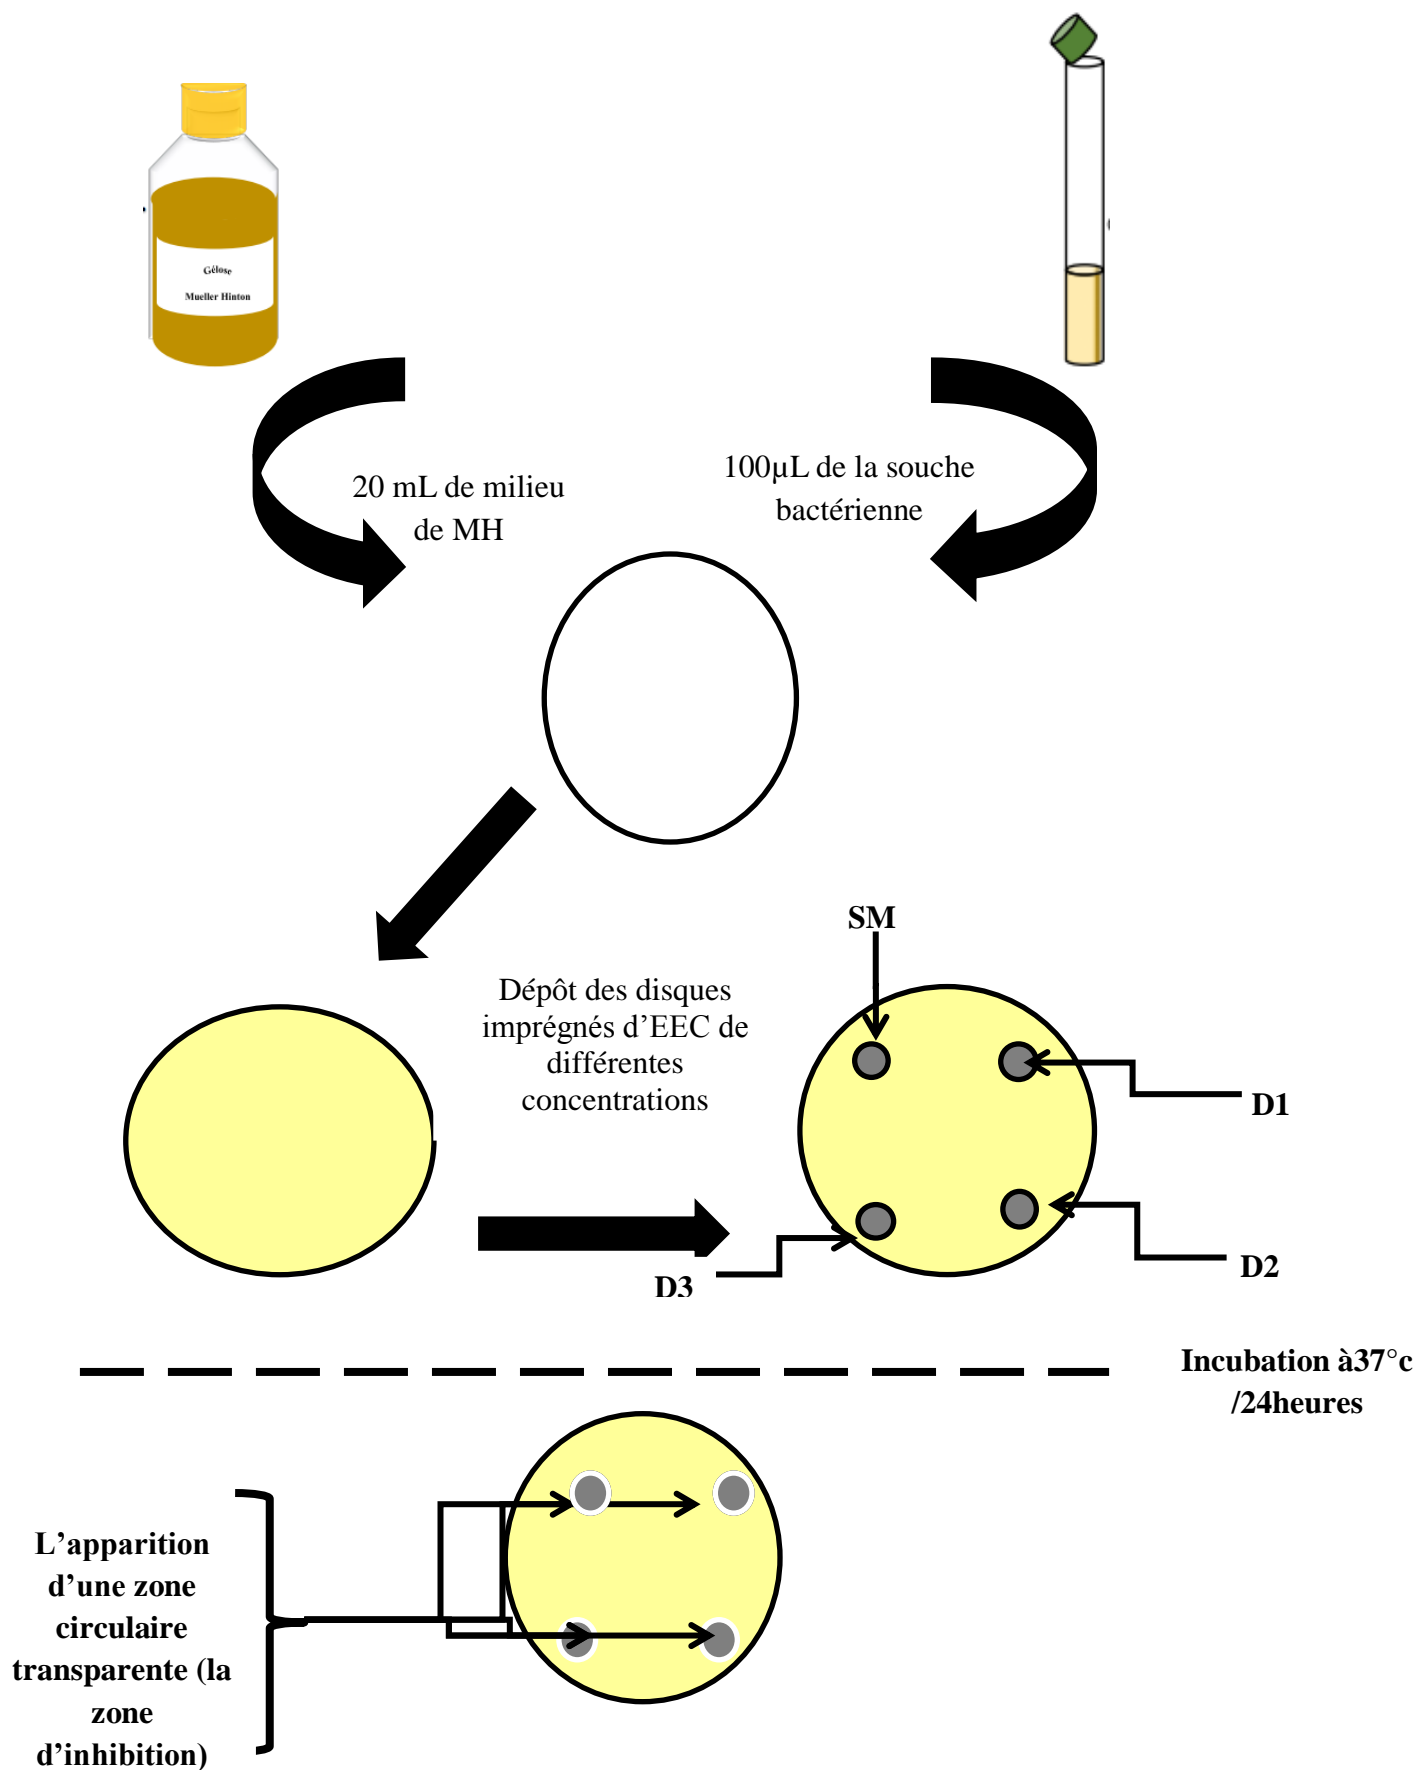 Gélose
Mueller Hinton
20 mL de milieu
de MH
100µL de la souche
bactérienne
SM
Dépôt des disques
imprégnés d’EEC de
différentes
concentrations
D1
D2
D3
Incubation à37°c
/24heures
L’apparition
d’une zone
circulaire
transparente (la
zone
d’inhibition)